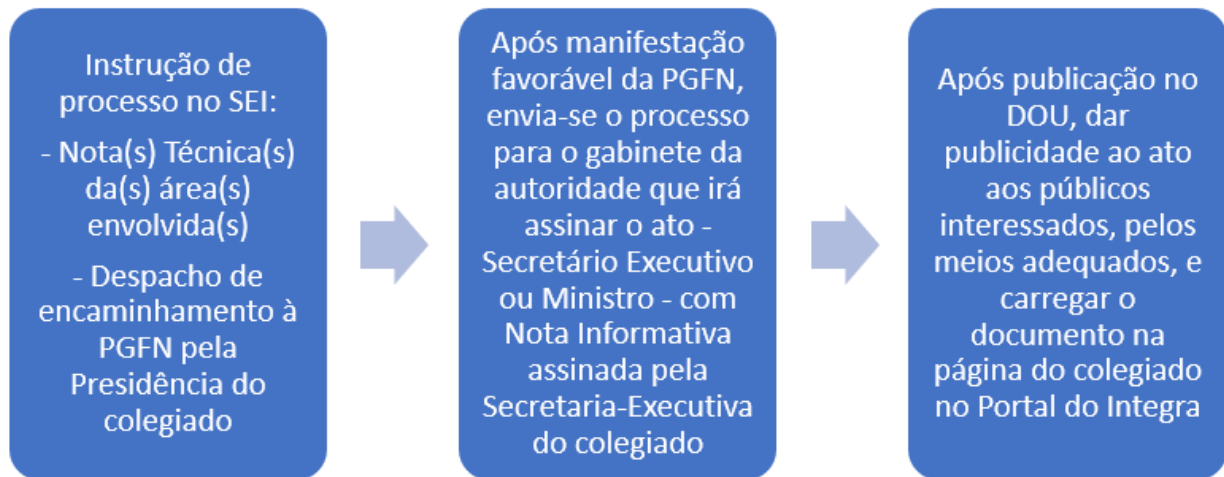 Instrução de
processo no SEI:
- Nota(s) Técnica(s)
da(s) área(s)
envolvida(s)
- Despacho de
encaminhamento à
PGFN pela
Presidência do
colegiado
Após manifestação
favorável da PGFN,
envia-se o processo
para o gabinete da
autoridade que irá
assinar o ato -
Secretário Executivo
ou Ministro - com
Nota Informativa
assinada pela
Secretaria-Executiva
do colegiado
Após publicação no
DOU, dar
publicidade ao ato
aos públicos
interessados, pelos
meios adequados, e
carregar o
documento na
página do colegiado
no Portal do Integra